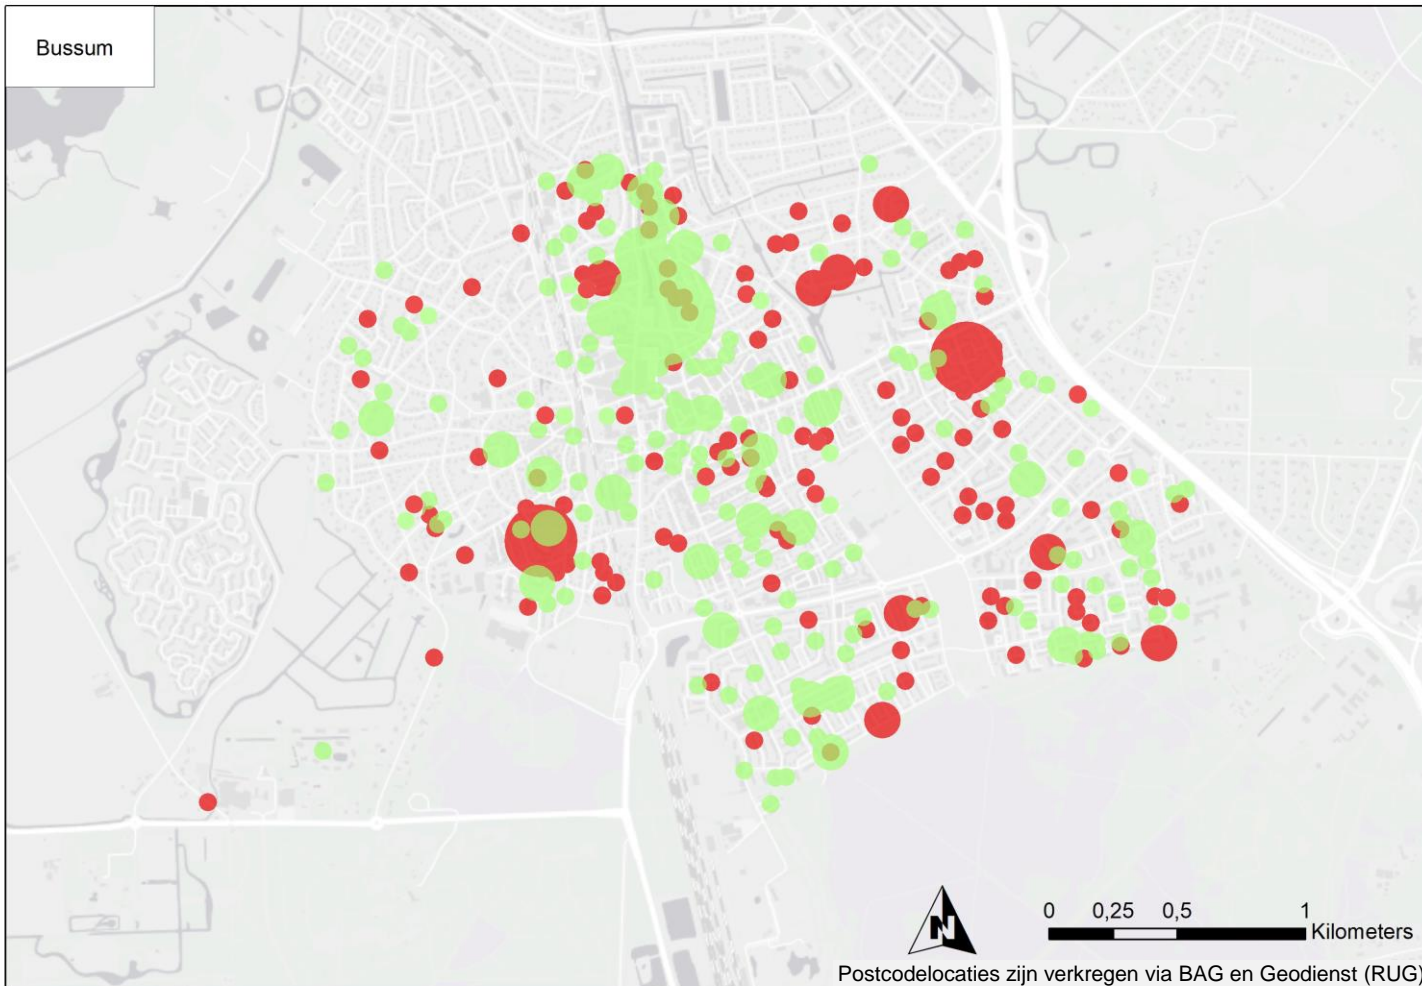 Bussum
N
0 0,25 0,5 1
Kilometers
Postcodelocaties zijn verkregen via BAG en Geodienst (RUG)